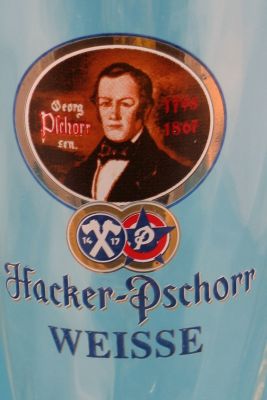 Georg
Pschorr
sen.
1798
1867
14 17
P
Hacker-Pschorr
WEISSE